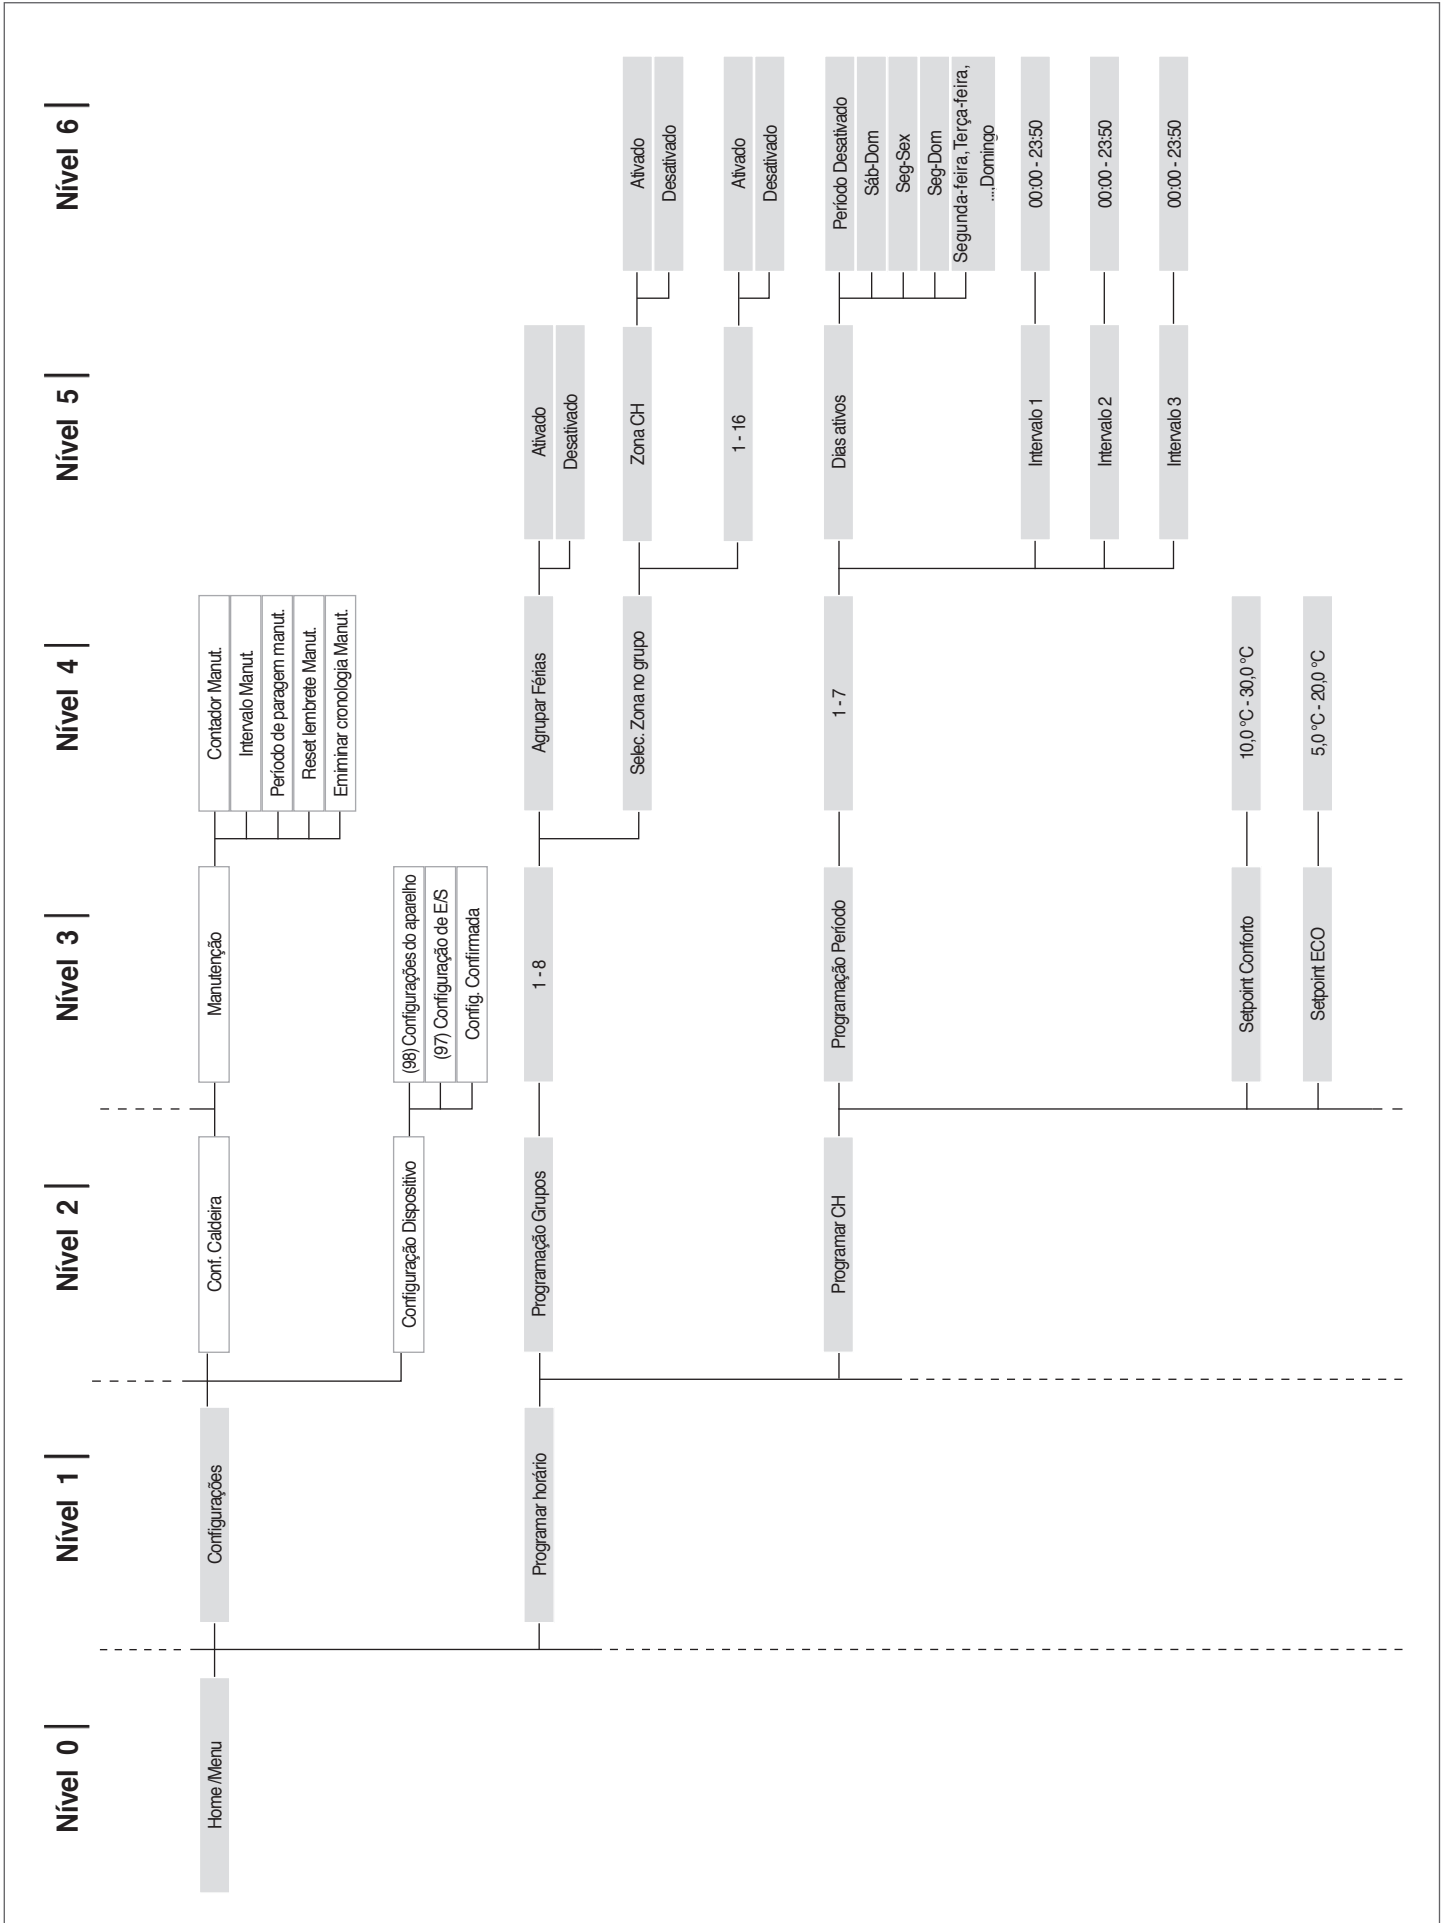 Nível 0
Nível 1
Nível 2
Nível 3
Nível 4
Nível 5
Nível 6
Home /Menu
Configurações
Conf. Caldeira
Manutenção
Contador Manut.
Intervalo Manut.
Período de paragem manut.
Reset lembrete Manut.
Emiminar cronologia Manut.
Configuração Dispositivo
(98) Configurações do aparelho
(97) Configuração de E/S
Config. Confirmada
Programar horário
Programação Grupos
1 - 8
Agrupar Férias
Ativado
Desativado
Selec. Zona no grupo
Zona CH
Ativado
Desativado
1 - 16
Ativado
Desativado
Programar CH
Programação Período
1 - 7
Dias ativos
Período Desativado
Sáb-Dom
Seg-Sex
Seg-Dom
Segunda-feira, Terça-feira,
...,Domingo
Intervalo 1
00:00 - 23:50
Intervalo 2
00:00 - 23:50
Intervalo 3
00:00 - 23:50
Setpoint Conforto
10,0 °C - 30,0 °C
Setpoint ECO
5,0 °C - 20,0 °C